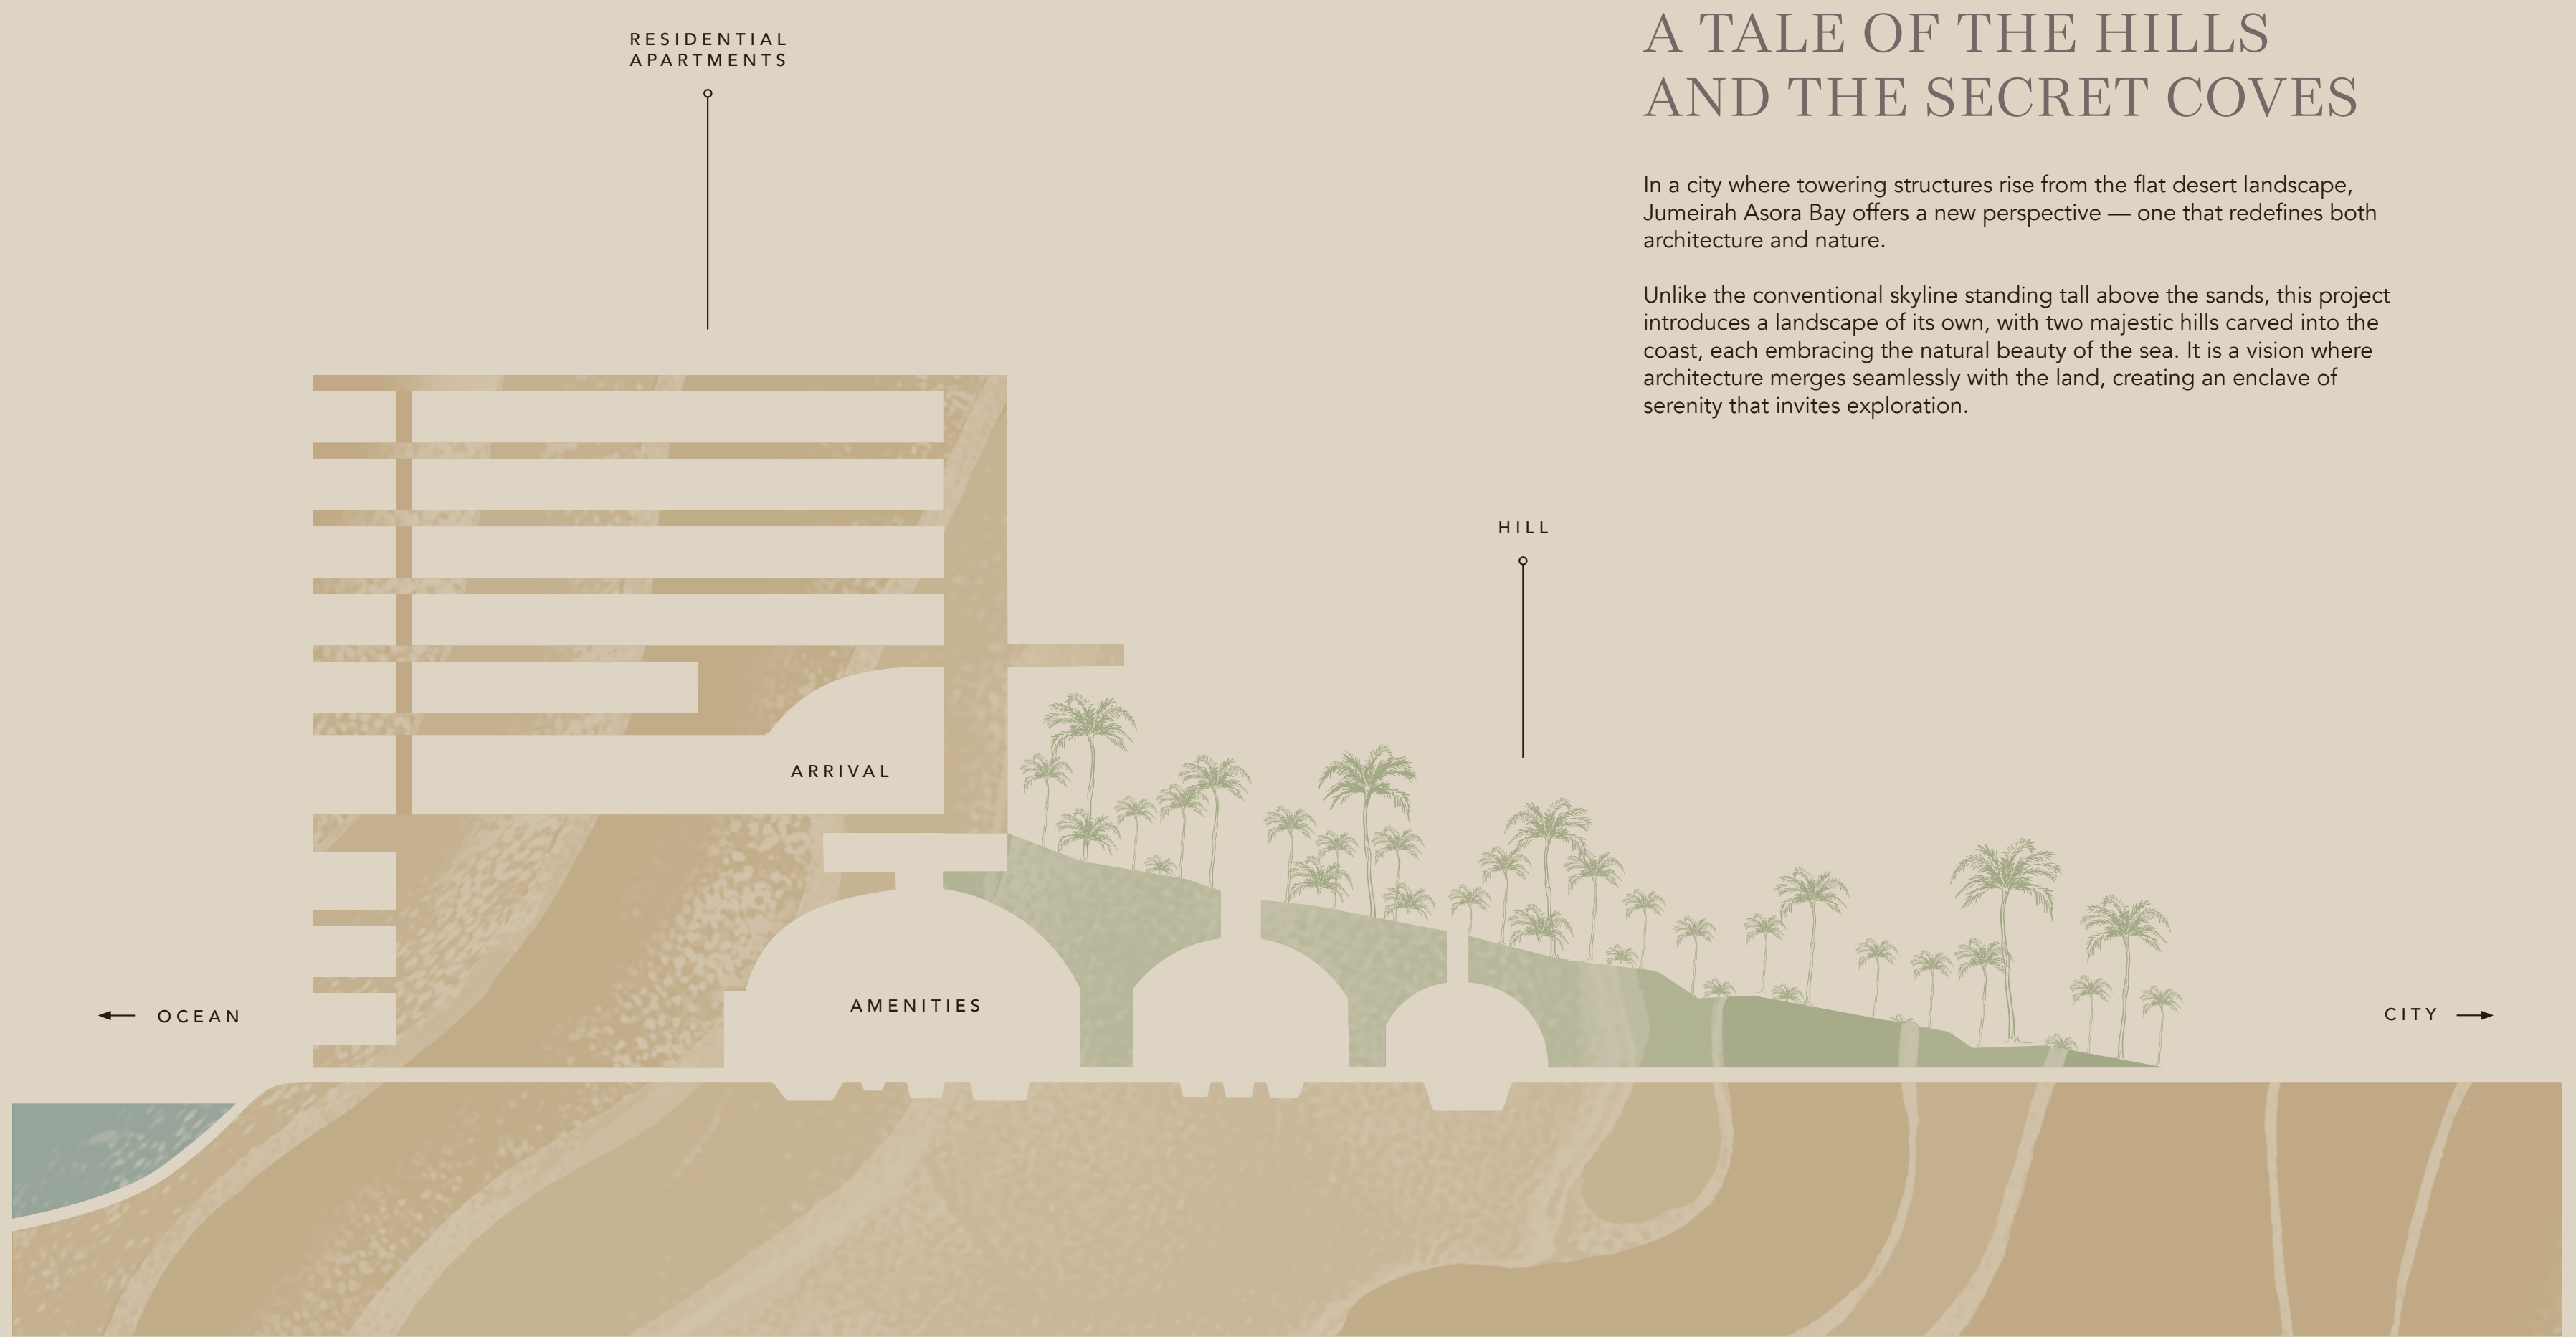 RESIDENTIAL
APARTMENTS
A TALE OF THE HILLS
AND THE SECRET COVES
In a city where towering structures rise from the flat desert landscape,
Jumeirah Asora Bay offers a new perspective — one that redefines both
architecture and nature.
Unlike the conventional skyline standing tall above the sands, this project
introduces a landscape of its own, with two majestic hills carved into the
coast, each embracing the natural beauty of the sea. It is a vision where
architecture merges seamlessly with the land, creating an enclave of
serenity that invites exploration.
HILL
ARRIVAL
AMENITIES
OCEAN
CITY